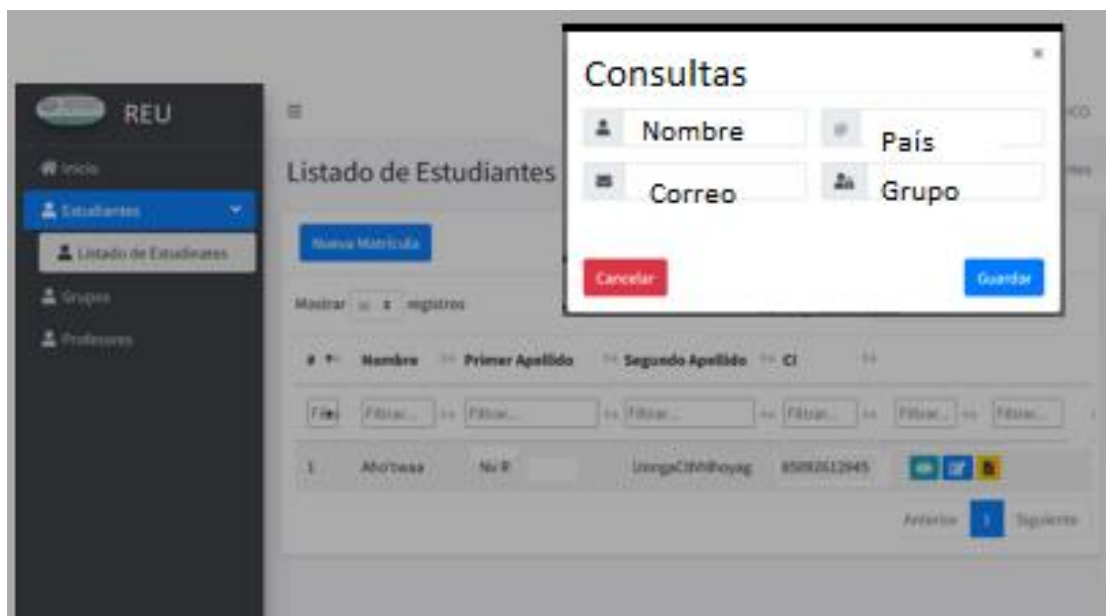 Consultas
×
Nombre
@ País
Correo
Grupo
Cancelar
Guardar
REU
Inicio
Estudiantes
Listado de Estudinates
Grupos
Profesores
Listado de Estudiantes
Nueva Matrícula
Mostrar registros
# Nombre Primer Apellido Segundo Apellido CI
Filtrar... Filtrar... Filtrar... Filtrar... Filtrar... Filtrar...
1
Anterior 1 Siguiente